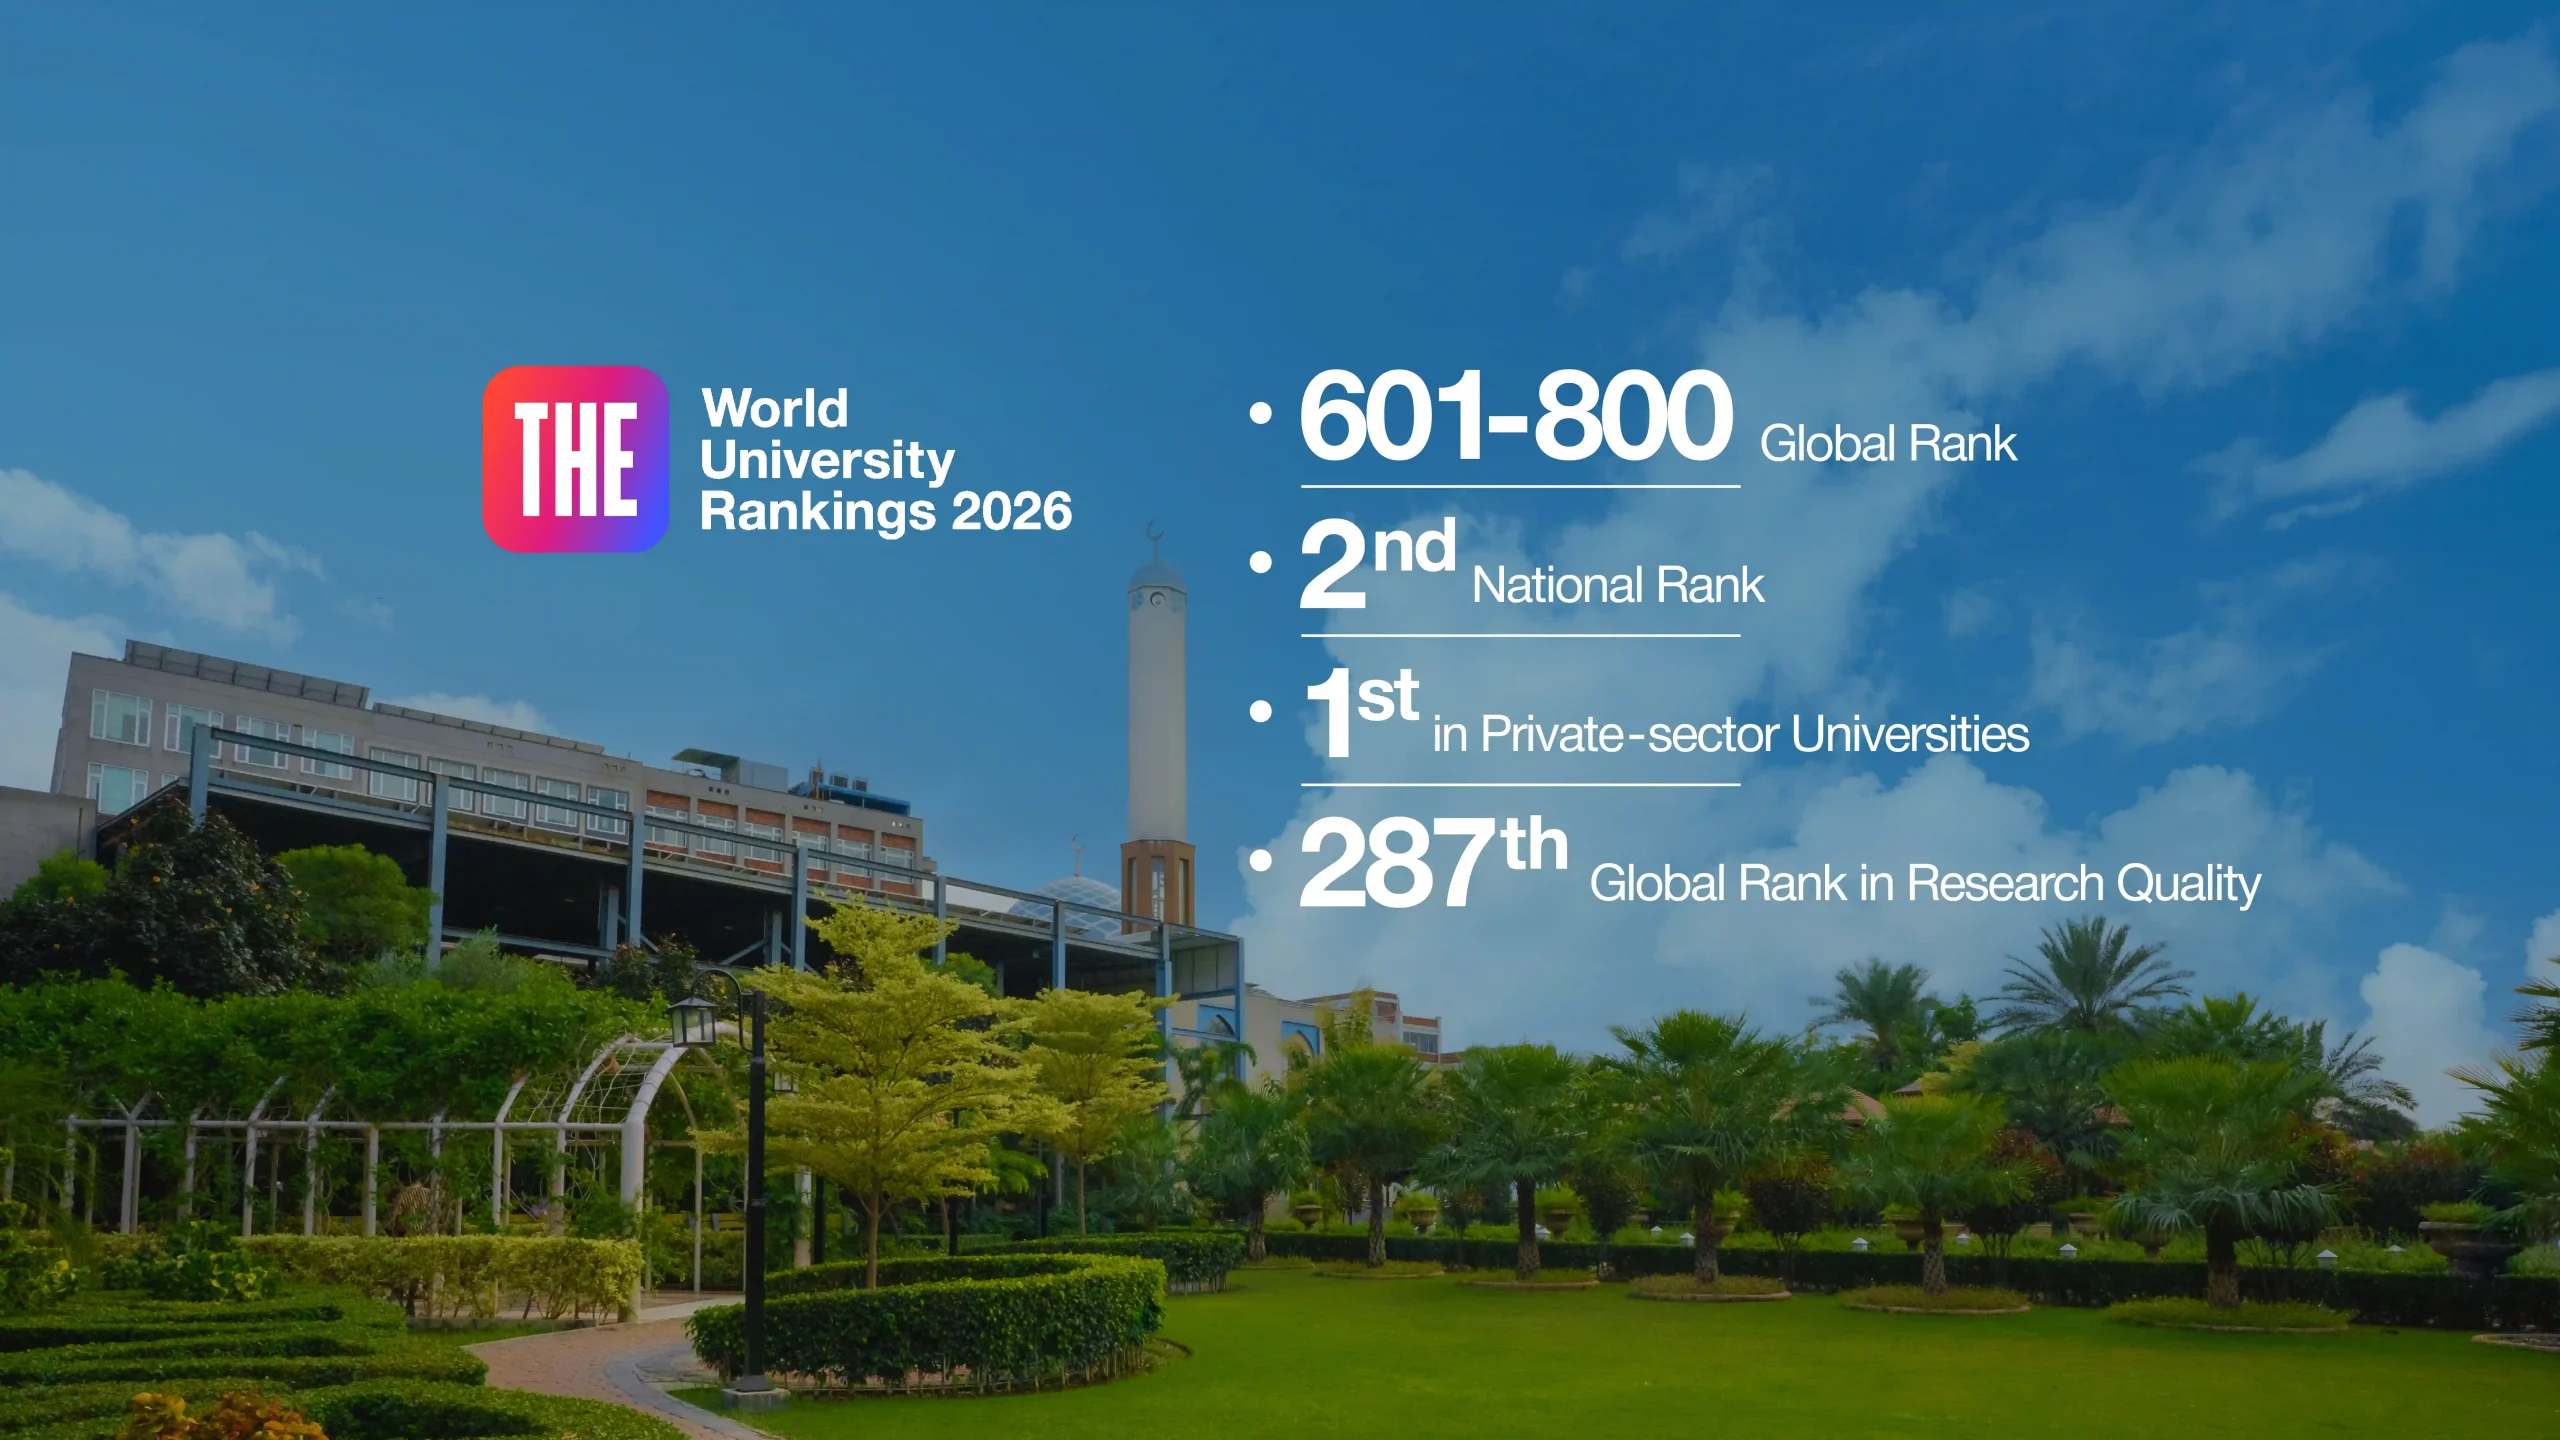 THE
World
University
Rankings 2026
• 601-800 Global Rank
• 2nd National Rank
• 1st in Private-sector Universities
• 287th Global Rank in Research Quality